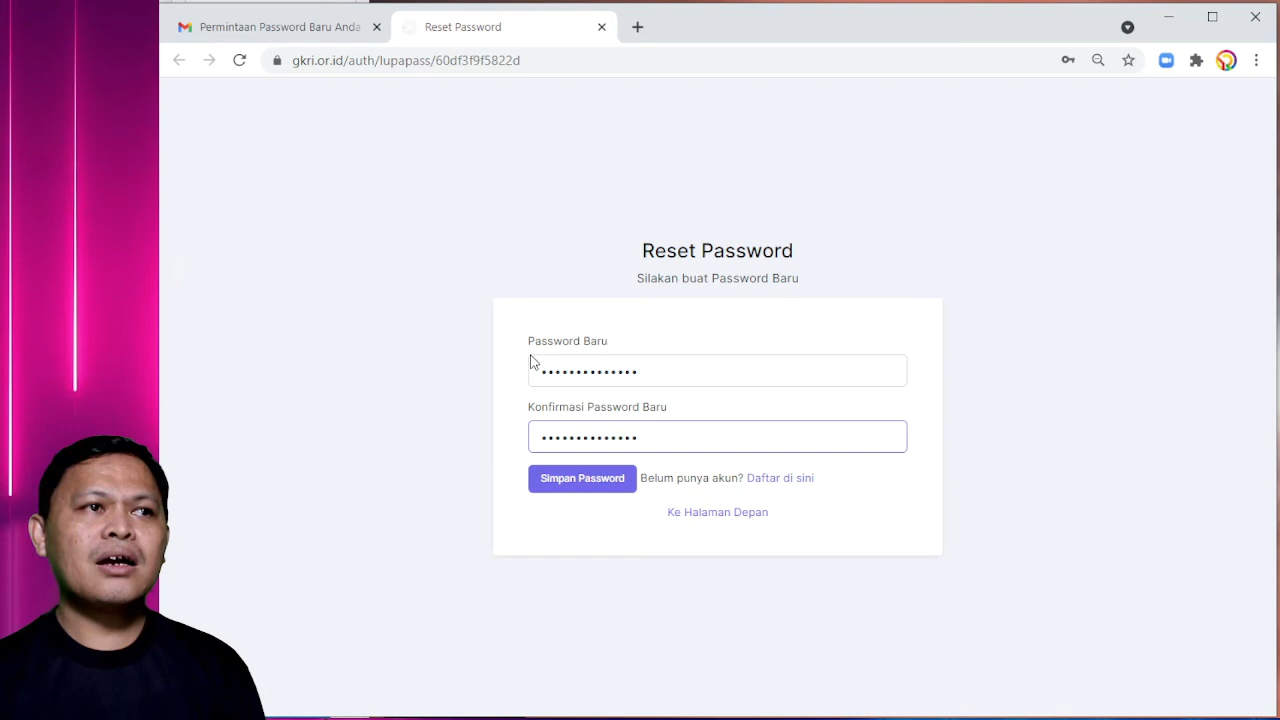 Permintaan Password Baru Anda
Reset Password
gkri.or.id/auth/lupapass/60df3f9f5822d
Reset Password
Silakan buat Password Baru
Password Baru
••••••••••••••
Konfirmasi Password Baru
••••••••••••••
Simpan Password Belum punya akun? Daftar di sini
Ke Halaman Depan